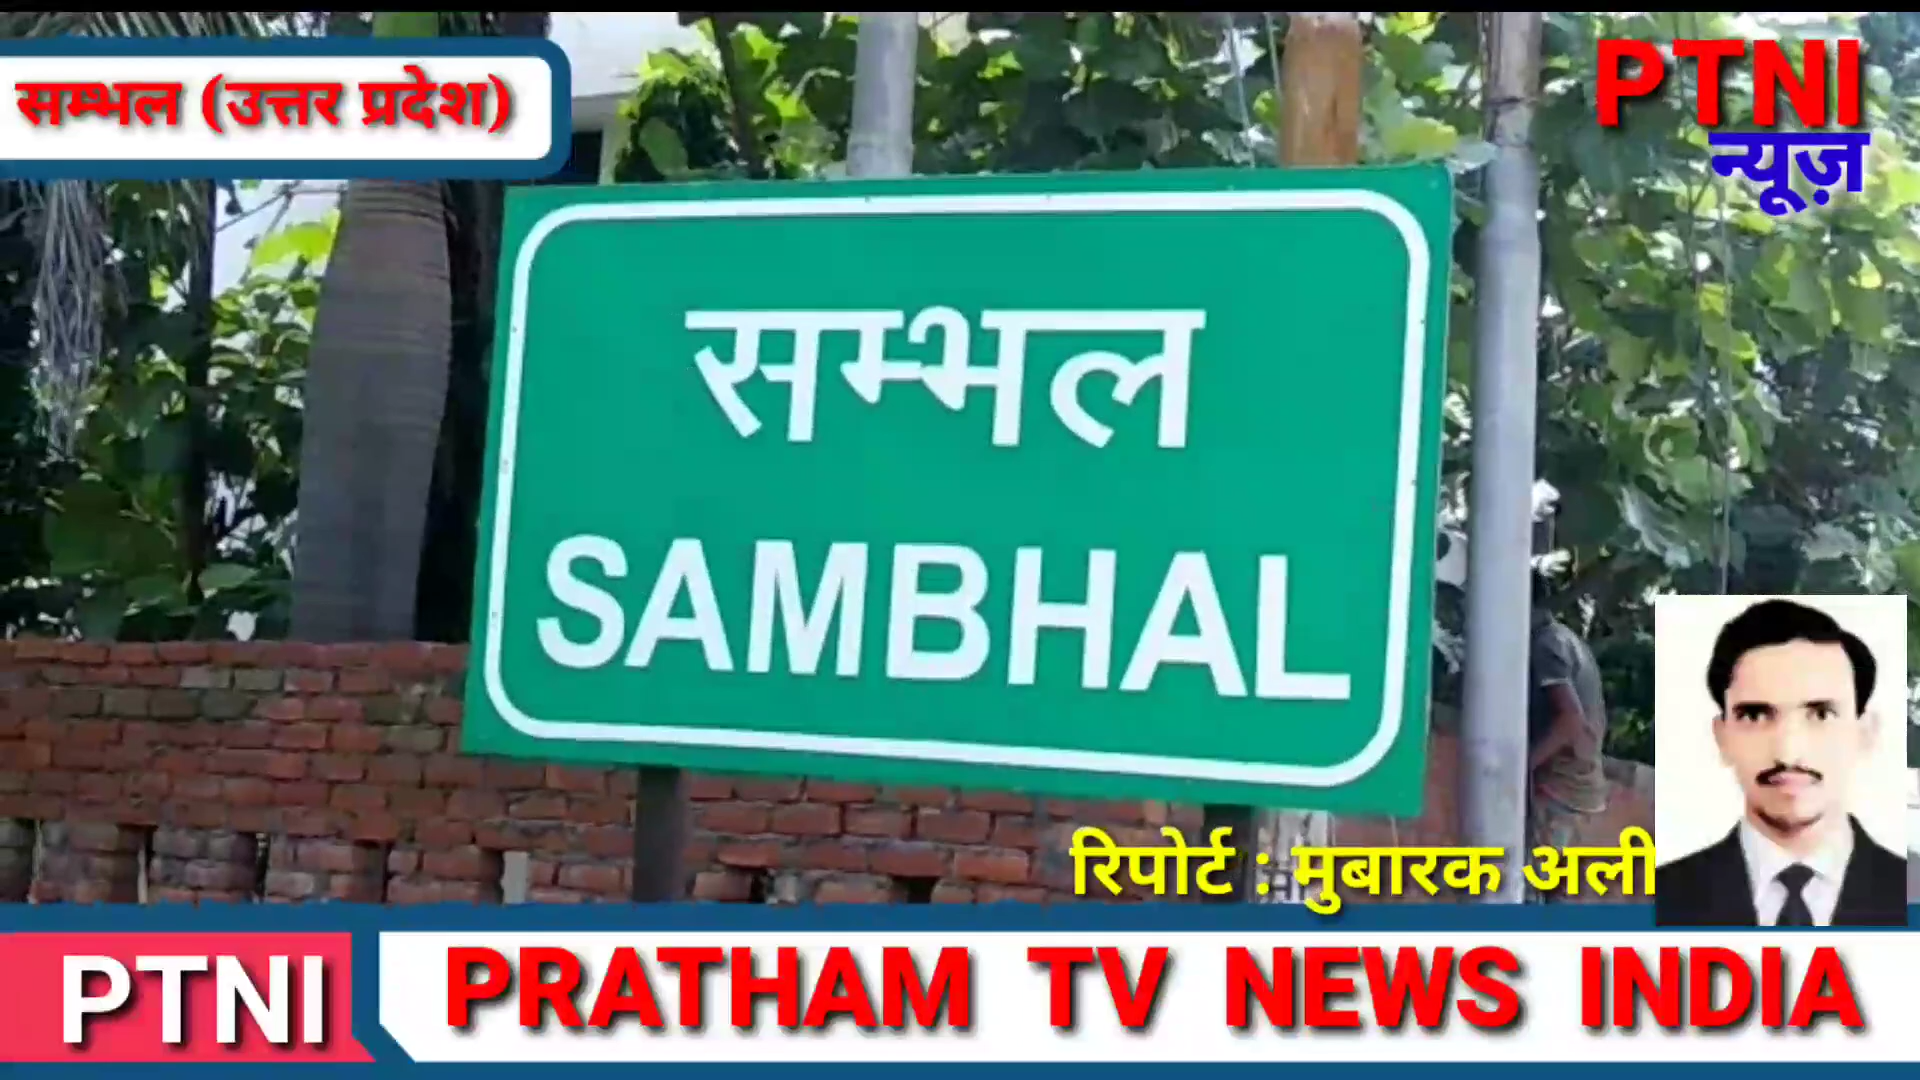 सम्भल (उत्तर प्रदेश)
PTNI
न्यूज़
सम्भल
SAMBHAL
रिपोर्ट : मुबारक अली
PTNI
PRATHAM TV NEWS INDIA